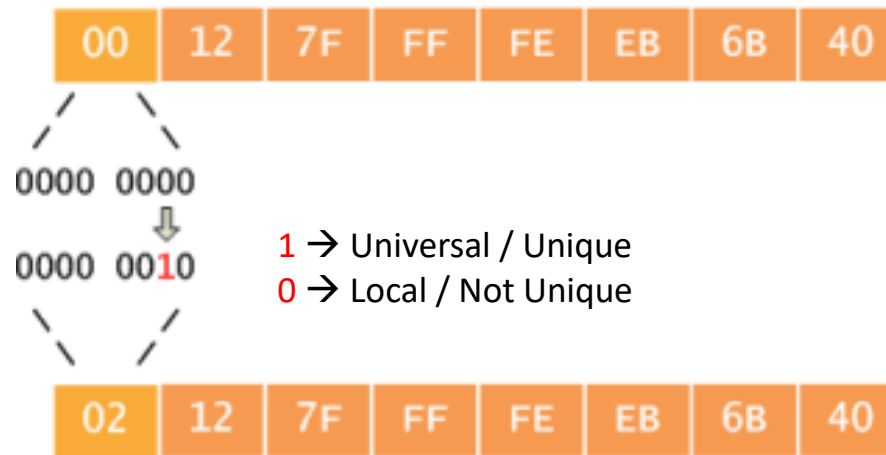 00 12 7F FF FE EB 6B 40
0000 0000
0000 0010
1 → Universal / Unique
0 → Local / Not Unique
02 12 7F FF FE EB 6B 40